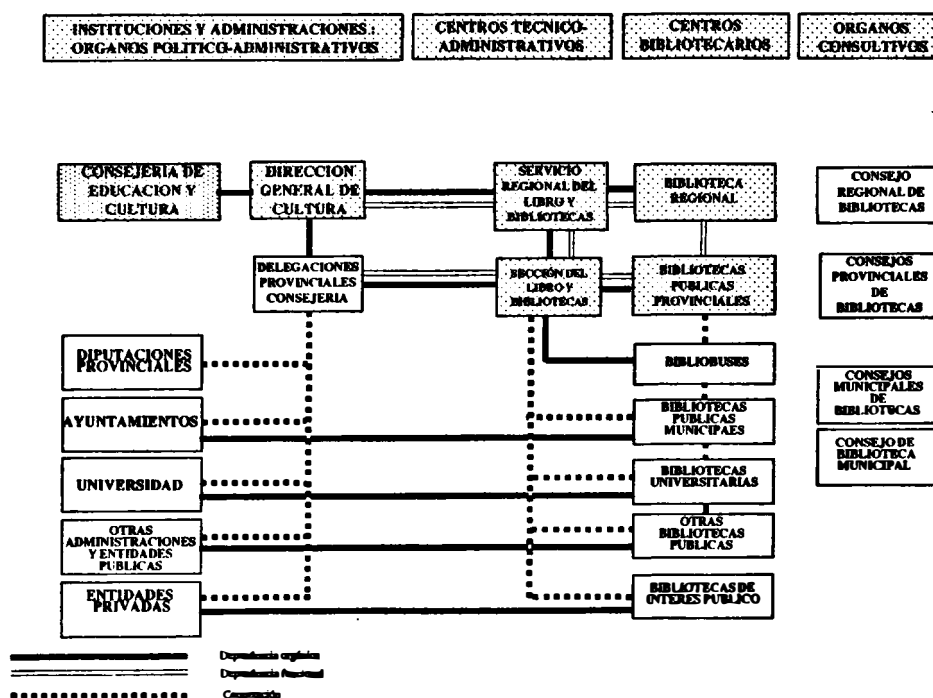 INSTITUCIONES Y ADMINISTRACIONES :
ORGANOS POLITICO-ADMINISTRATIVOS
CENTROS TECNICO-
ADMINISTRATIVOS
CENTROS
BIBLIOTECARIOS
ORGANOS
CONSULTIVOS
CONSEJERIA DE
EDUCACION Y
CULTURA
DIRECCION
GENERAL DE
CULTURA
SERVICIO
REGIONAL DEL
LIBRO Y
BIBLIOTECAS
BIBLIOTECA
REGIONAL
CONSEJO
REGIONAL DE
BIBLIOTECAS
DELEGACIONES
PROVINCIALES
CONSEJERIA
SECCIÓN DEL
LIBRO Y
BIBLIOTECAS
BIBLIOTECAS
PUBLICAS
PROVINCIALES
CONSEJOS
PROVINCIALES
DE
BIBLIOTECAS
DIPUTACIONES
PROVINCIALES
BIBLIOBUSES
CONSEJOS
MUNICIPALES
DE
BIBLIOTECAS
AYUNTAMIENTOS
BIBLIOTECAS
PUBLICAS
MUNICIPAES
CONSEJO DE
BIBLIOTECA
MUNICIPAL
UNIVERSIDAD
BIBLIOTECAS
UNIVERSITARIAS
OTRAS
ADMINISTRACIONES
Y ENTIDADES
PUBLICAS
OTRAS
BIBLIOTECAS
PUBLICAS
ENTIDADES
PRIVADAS
BIBLIOTECAS DE
INTERES PUBLICO
Dependencia orgánica
Dependencia funcional